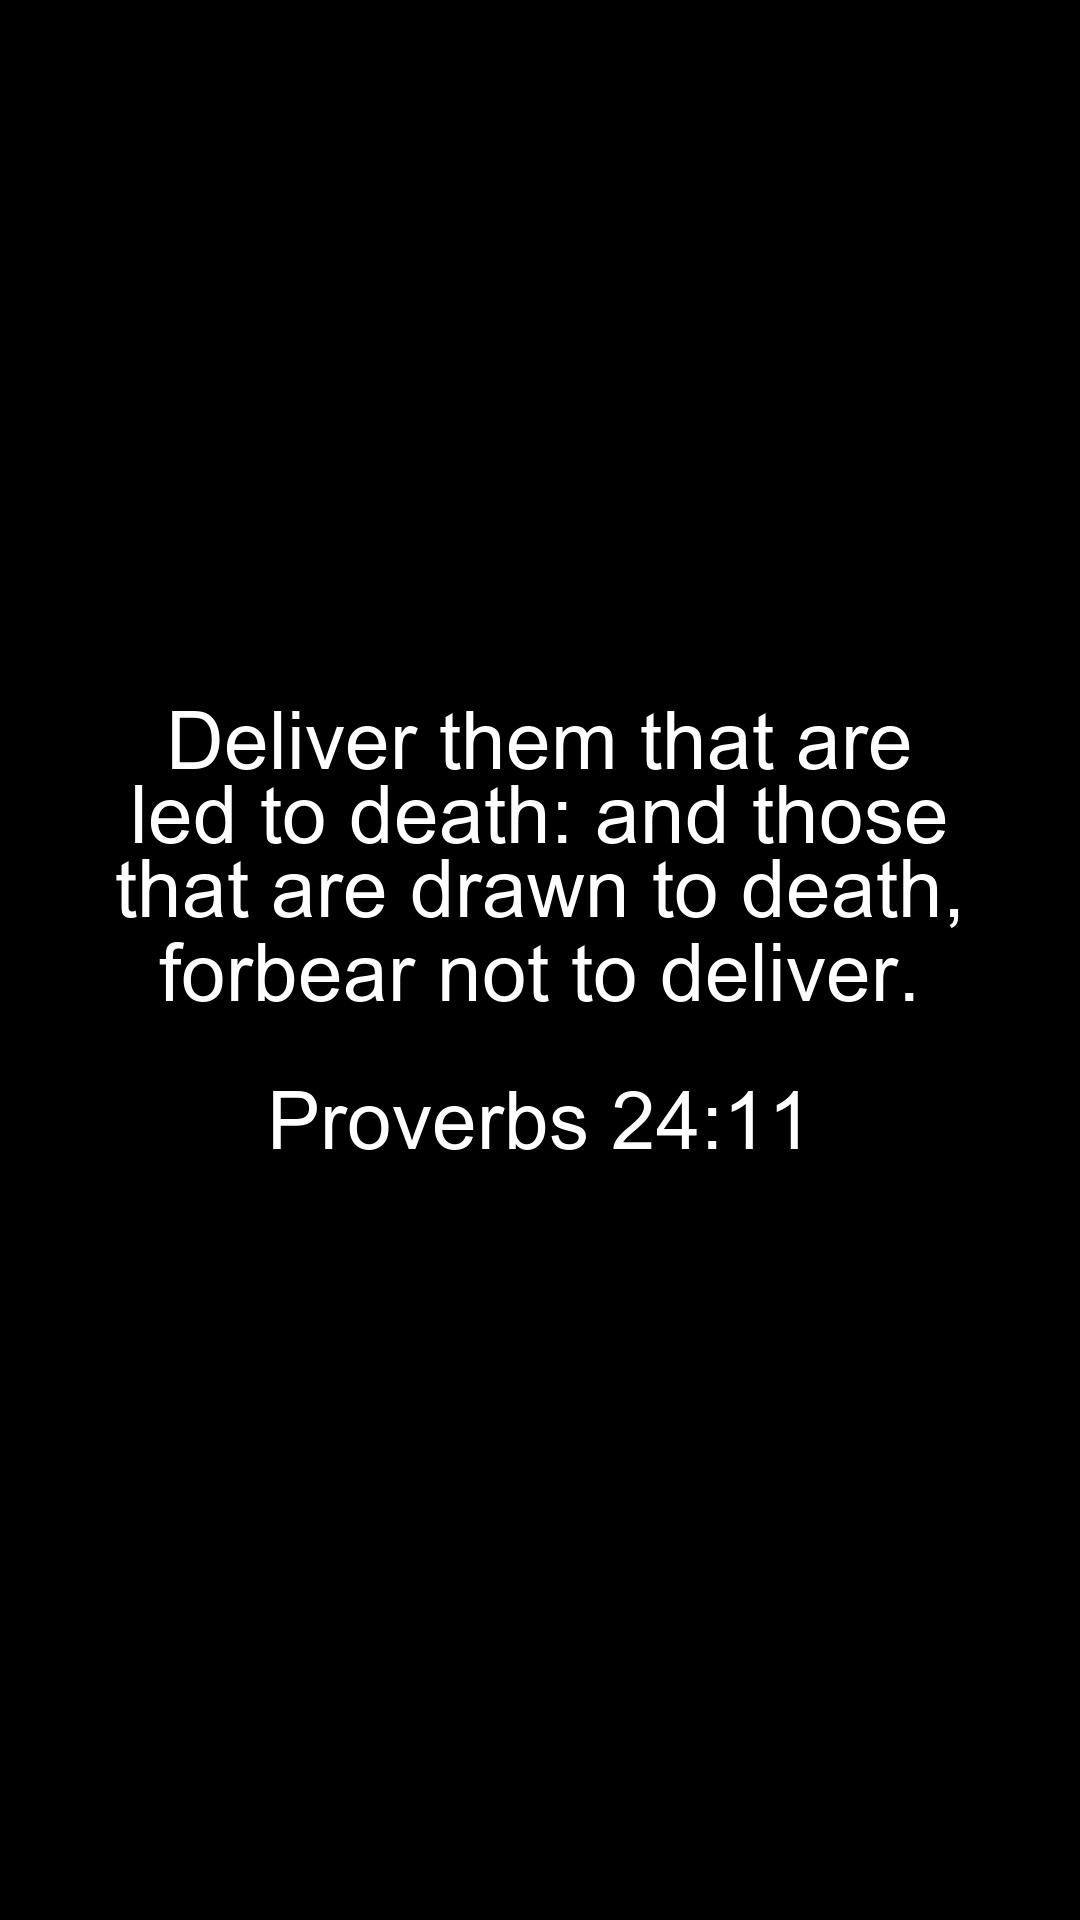 Deliver them that are
led to death: and those
that are drawn to death,
forbear not to deliver.
Proverbs 24:11